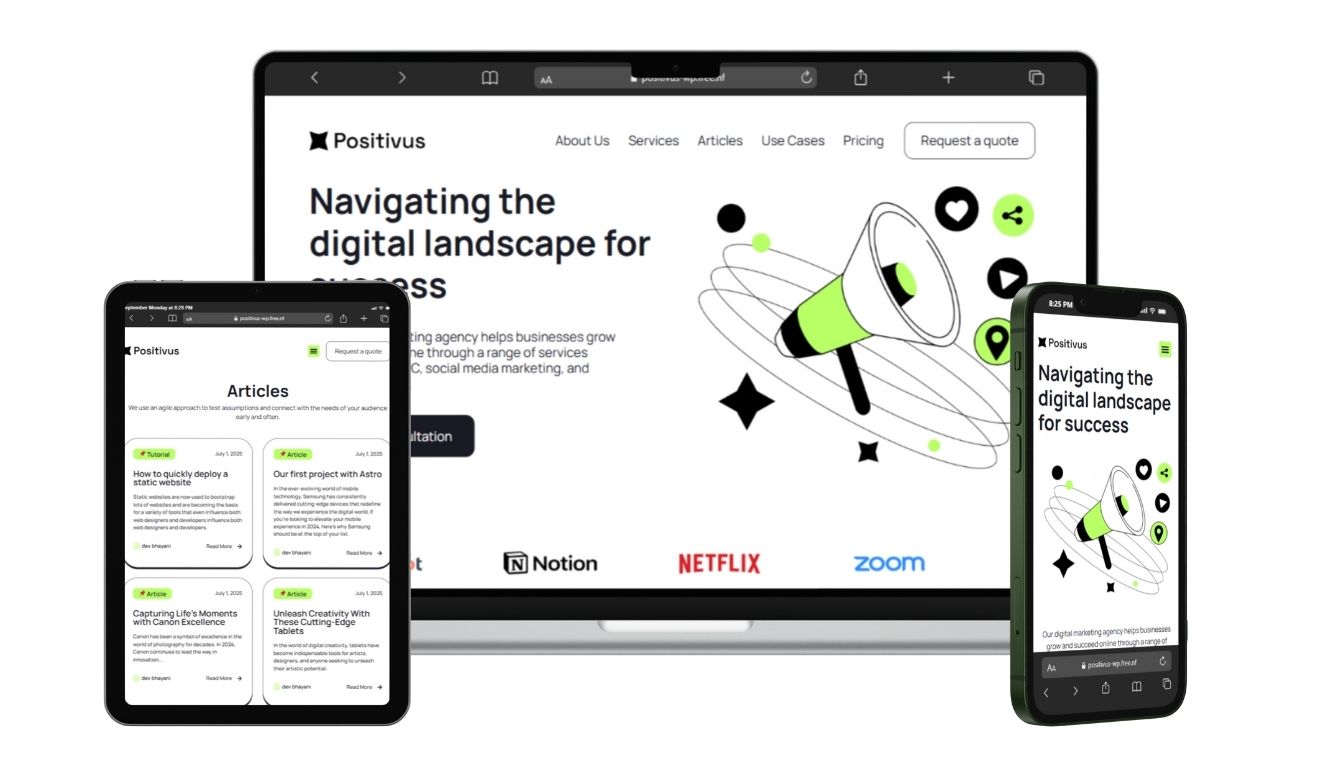 AA
positivus-wp.free.nf
Positivus
About Us
Services
Articles
Use Cases
Pricing
Request a quote
Navigating the
digital landscape for
success
ting agency helps businesses grow
ne through a range of services
C, social media marketing, and
ultation
ot
Notion
NETFLIX
zoom
eptember Monday at 8:28 PM
AA
positivus-wp.free.nf
Positivus
Request a quote
Articles
We use an agile approach to test assumptions and connect with the needs of your audience
early and often.
Tutorial
July 1, 2025
How to quickly deploy a
static website
Static websites are now used to bootstrap
lots of websites and are becoming the basis
for a variety of tools that even influence both
web designers and developers influence both
web designers and developers.
dev bhayani
Read More
Article
July 1, 2025
Our first project with Astro
In the ever-evolving world of mobile
technology, Samsung has consistently
delivered cutting-edge devices that redefine
the way we experience the digital world. If
you're looking to elevate your mobile
experience in 2024, here's why Samsung
should be at the top of your list.
dev bhayani
Read More
Article
July 1, 2025
Capturing Life's Moments
with Canon Excellence
Canon has been a symbol of excellence in the
world of photography for decades. In 2024,
Canon continues to lead the way in
innovation...
dev bhayani
Read More
Article
July 1, 2025
Unleash Creativity With
These Cutting-Edge
Tablets
In the world of digital creativity, tablets have
become indispensable tools for artists,
designers, and anyone seeking to unleash
their artistic potential.
dev bhayani
Read More
8:25 PM
Positivus
Navigating the
digital landscape
for success
Our digital marketing agency helps businesses
grow and succeed online through a range of
AA
positivus-wp.free.nf